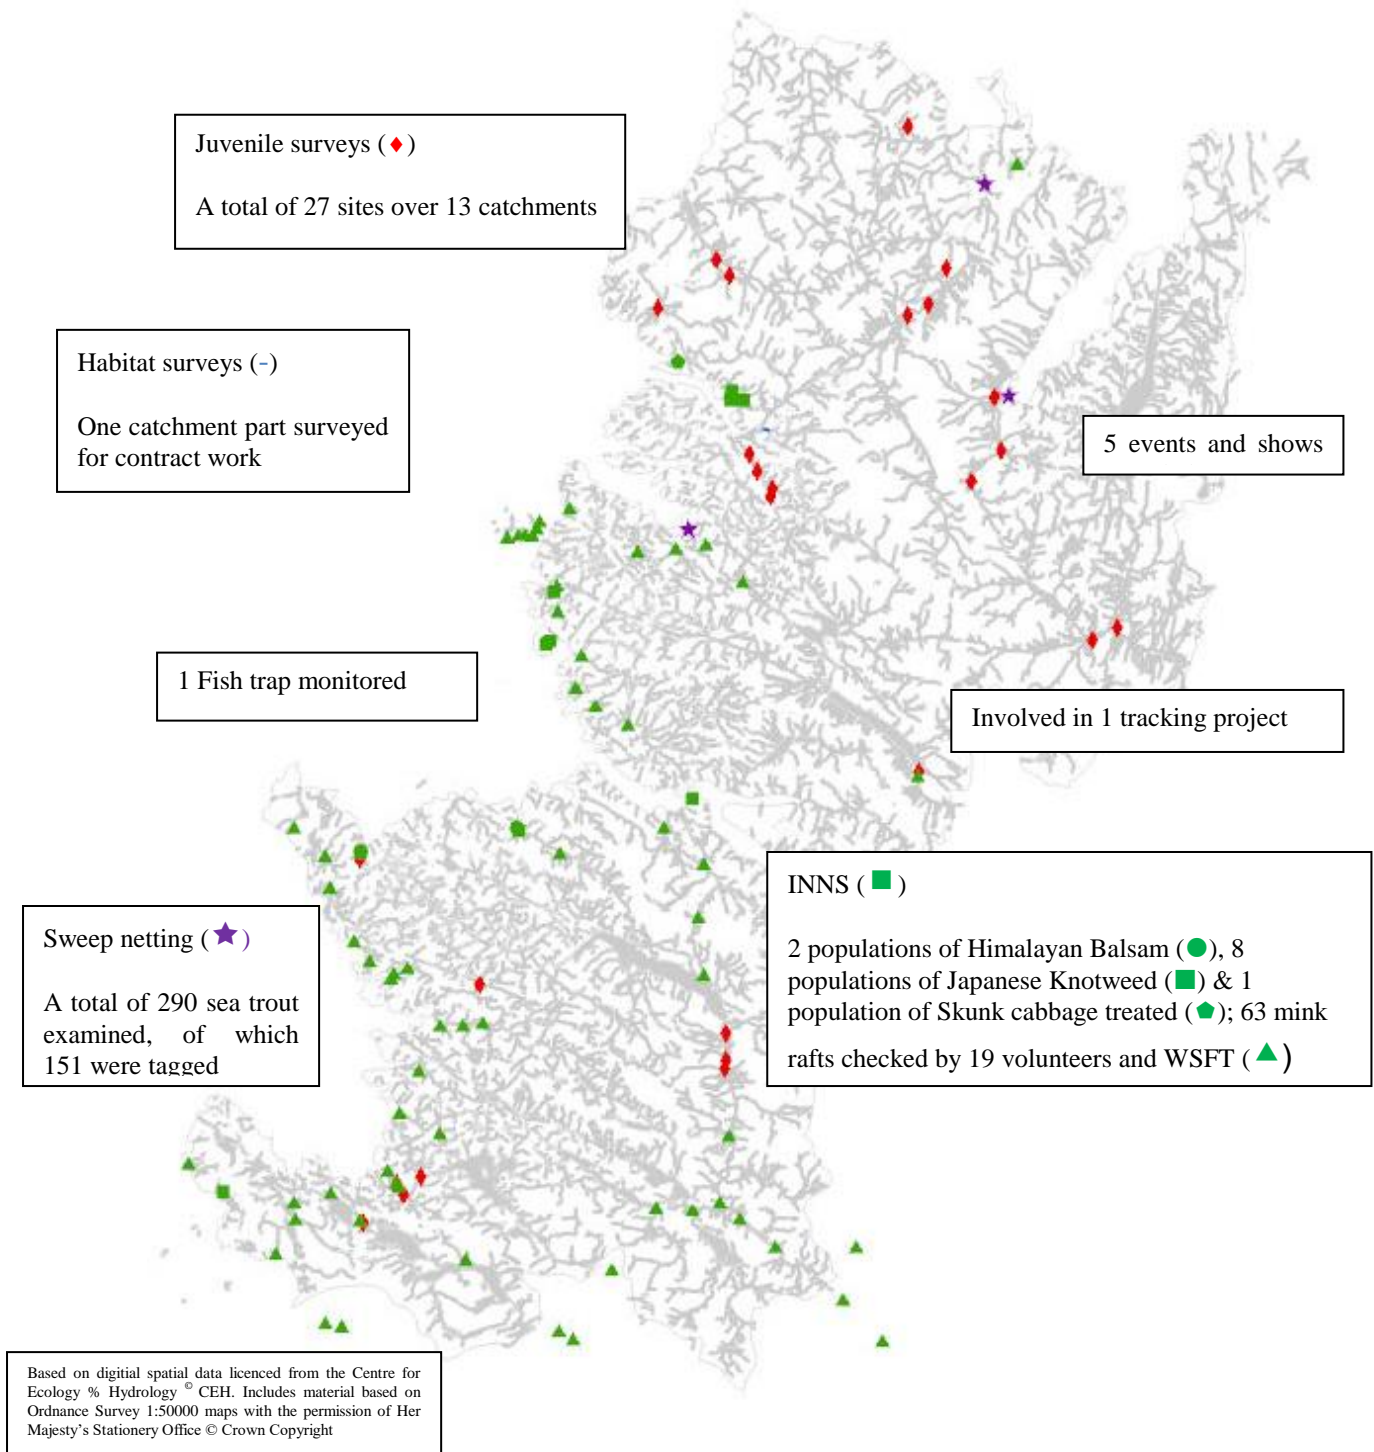 Juvenile surveys (♦)
A total of 27 sites over 13 catchments
Habitat surveys (-)
One catchment part surveyed
for contract work
5 events and shows
1 Fish trap monitored
Involved in 1 tracking project
INNS ( ■ )
2 populations of Himalayan Balsam (●), 8
populations of Japanese Knotweed (■) & 1
population of Skunk cabbage treated (⬟); 63 mink
rafts checked by 19 volunteers and WSFT ( ▲ )
Sweep netting ( ★ )
A total of 290 sea trout
examined, of which
151 were tagged
Based on digitial spatial data licenced from the Centre for
Ecology % Hydrology © CEH. Includes material based on
Ordnance Survey 1:50000 maps with the permission of Her
Majesty's Stationery Office © Crown Copyright